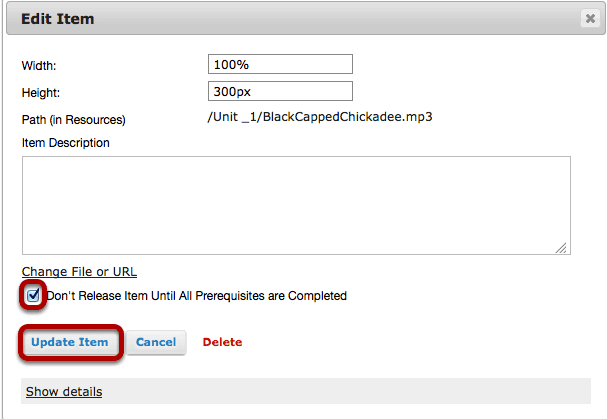 Edit Item
Width: 100%
Height: 300px
Path (in Resources) /Unit _1/BlackCappedChickadee.mp3
Item Description
Change File or URL
Don't Release Item Until All Prerequisites are Completed
Update Item Cancel Delete
Show details